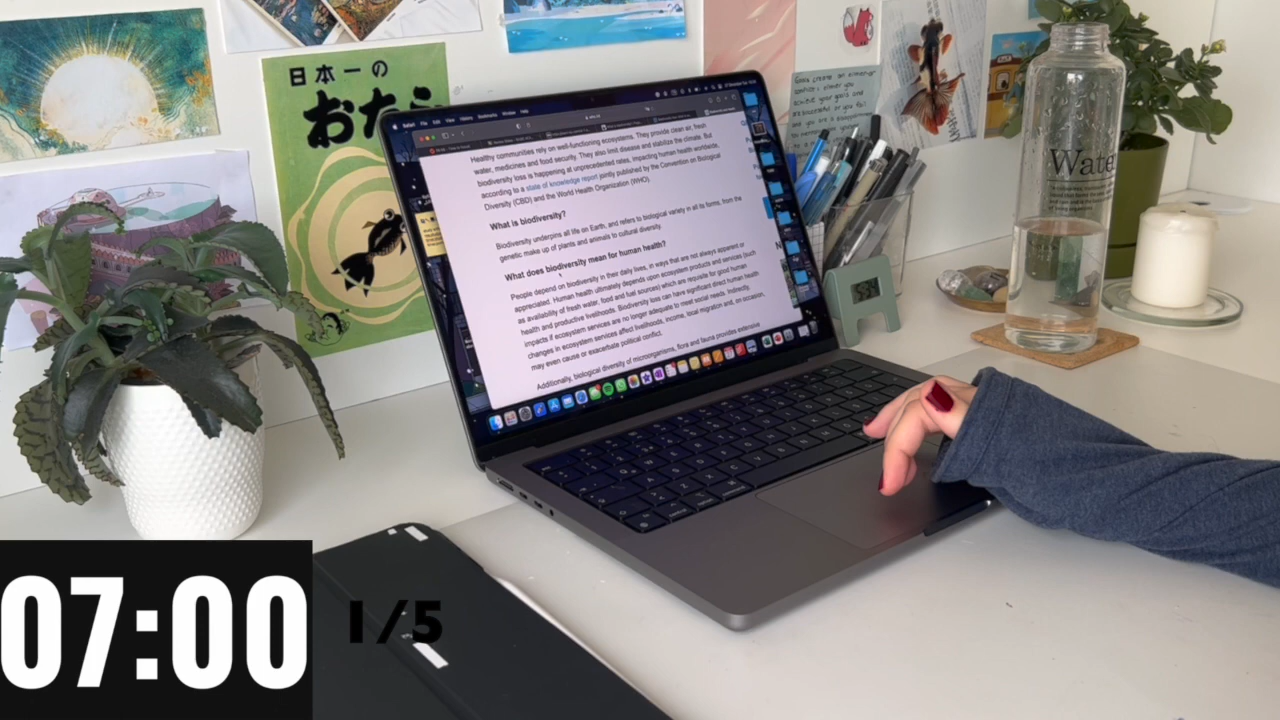 日本一の
おたら
Healthy communities rely on well-functioning ecosystems. They provide clean air, fresh
water, medicines and food security. They also limit disease and stabilize the climate. But
biodiversity loss is happening at unprecedented rates, impacting human health worldwide,
according to a state of knowledge report jointly published by the Convention on Biological
Diversity (CBD) and the World Health Organization (WHO).
What is biodiversity?
Biodiversity underpins all life on Earth, and refers to biological variety in all its forms, from the
genetic make up of plants and animals to cultural diversity.
What does biodiversity mean for human health?
People depend on biodiversity in their daily lives, in ways that are not always apparent or
appreciated. Human health ultimately depends upon ecosystem products and services (such
as availability of fresh water, food and fuel sources) which are requisite for good human
health and productive livelihoods. Biodiversity loss can have significant direct human health
impacts if ecosystem services are no longer adequate to meet social needs. Indirectly,
changes in ecosystem services affect livelihoods, income, local migration and, on occasion,
may even cause or exacerbate political conflict.
Additionally, biological diversity of microorganisms, flora and fauna provides extensive
Wate
07:00
1/5